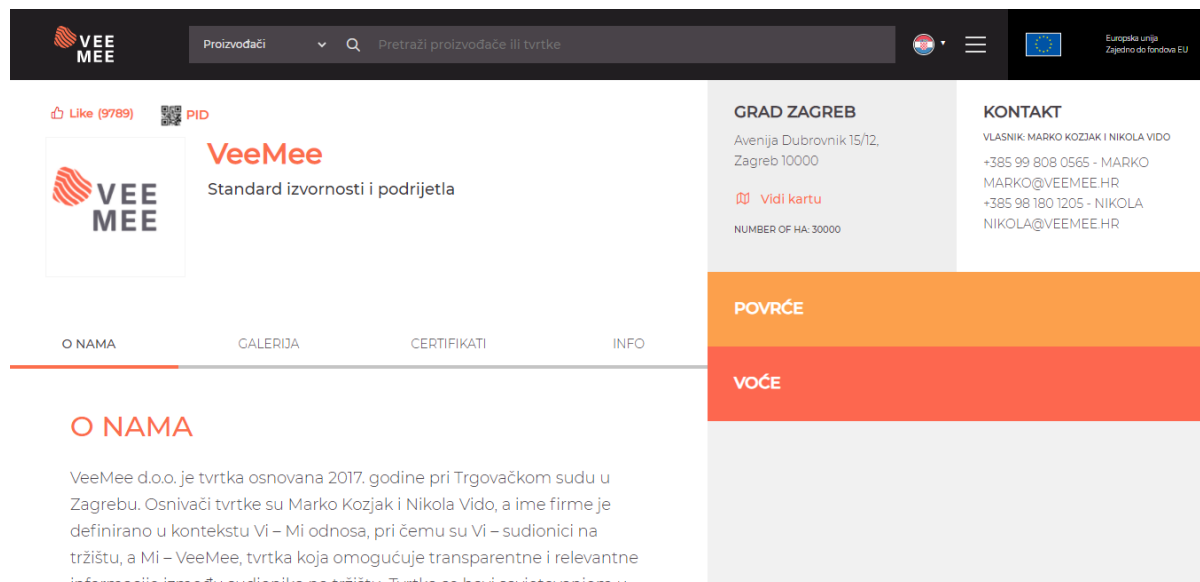 VEE
MEE
Proizvođači
Pretraži proizvođače ili tvrtke
Europska unija
Zajedno do fondova EU
Like (9789)
PID
VEE
MEE
VeeMee
Standard izvornosti i podrijetla
GRAD ZAGREB
Avenija Dubrovnik 15/12,
Zagreb 10000
Vidi kartu
NUMBER OF HA: 30000
KONTAKT
VLASNIK: MARKO KOZJAK I NIKOLA VIDO
+385 99 808 0565 - MARKO
MARKO@VEEMEE.HR
+385 98 180 1205 - NIKOLA
NIKOLA@VEEMEE.HR
POVRĆE
VOĆE
O NAMA
GALERIJA
CERTIFIKATI
INFO
O NAMA
VeeMee d.o.o. je tvrtka osnovana 2017. godine pri Trgovačkom sudu u
Zagrebu. Osnivači tvrtke su Marko Kozjak i Nikola Vido, a ime firme je
definirano u kontekstu Vi – Mi odnosa, pri čemu su Vi – sudionici na
tržištu, a Mi – VeeMee, tvrtka koja omogućuje transparentne i relevantne